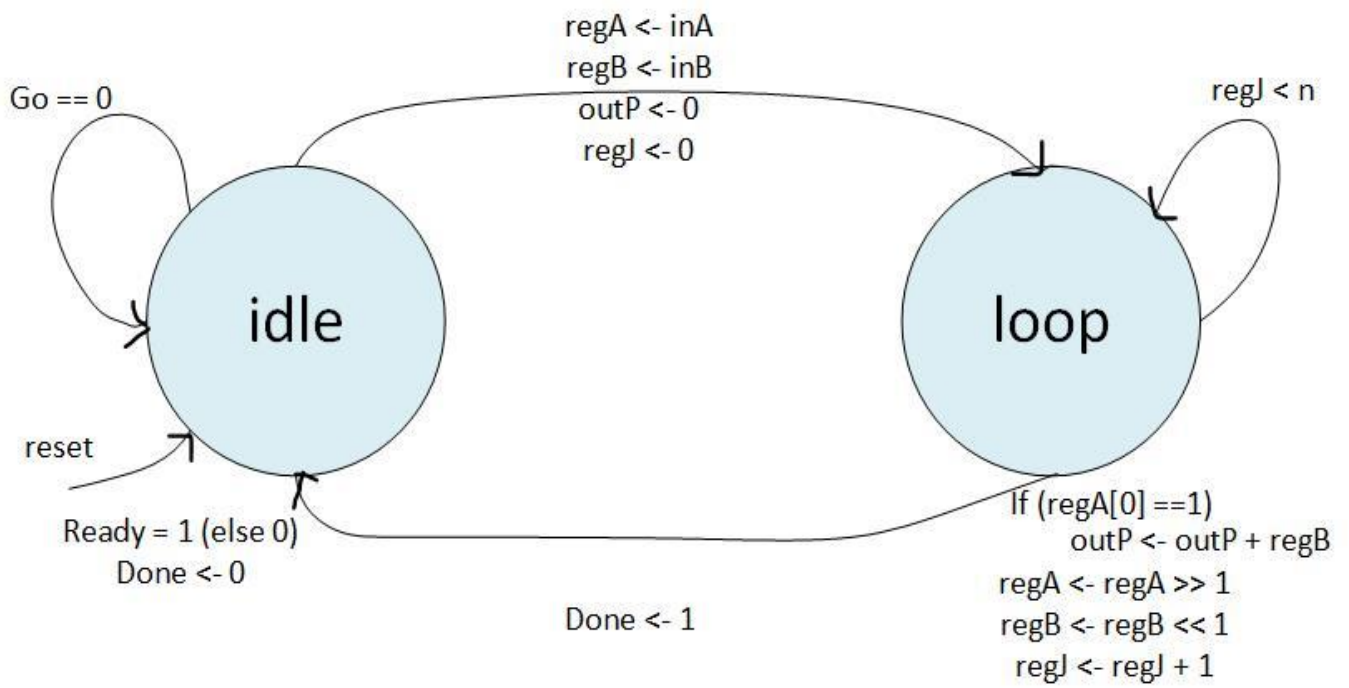 regA <- inA
regB <- inB
outP <- 0
regJ <- 0
Go == 0
regJ < n
idle
loop
reset
Ready = 1 (else 0)
Done <- 0
Done <- 1
If (regA[0] ==1)
outP <- outP + regB
regA <- regA >> 1
regB <- regB << 1
regJ <- regJ + 1